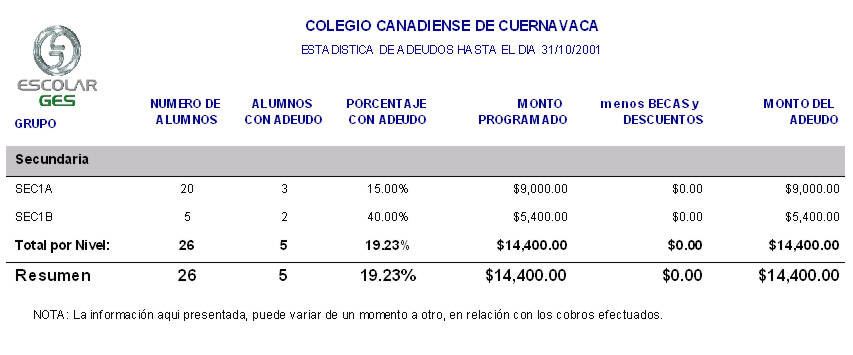 COLEGIO CANADIENSE DE CUERNAVACA
ESTADISTICA DE ADEUDOS HASTA EL DIA 31/10/2001
ESCOLAR
GES
GRUPO NUMERO DE ALUMNOS ALUMNOS CON ADEUDO PORCENTAJE CON ADEUDO MONTO PROGRAMADO menos BECAS y DESCUENTOS MONTO DEL ADEUDO
Secundaria
SEC1A 20 3 15.00% $9,000.00 $0.00 $9,000.00
SEC1B 5 2 40.00% $5,400.00 $0.00 $5,400.00
Total por Nivel: 26 5 19.23% $14,400.00 $0.00 $14,400.00
Resumen 26 5 19.23% $14,400.00 $0.00 $14,400.00
NOTA: La información aqui presentada, puede variar de un momento a otro, en relación con los cobros efectuados.